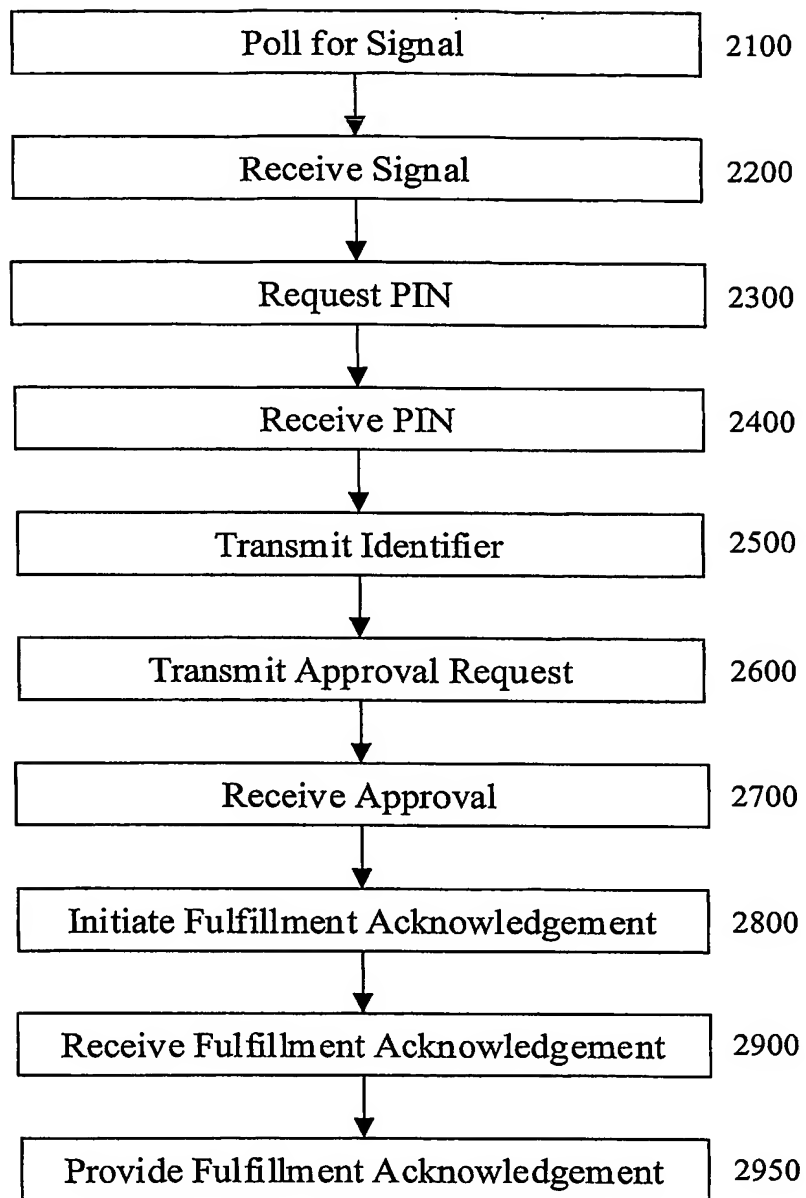 Poll for Signal 2100
Receive Signal 2200
Request PIN 2300
Receive PIN 2400
Transmit Identifier 2500
Transmit Approval Request 2600
Receive Approval 2700
Initiate Fulfillment Acknowledgement 2800
Receive Fulfillment Acknowledgement 2900
Provide Fulfillment Acknowledgement 2950